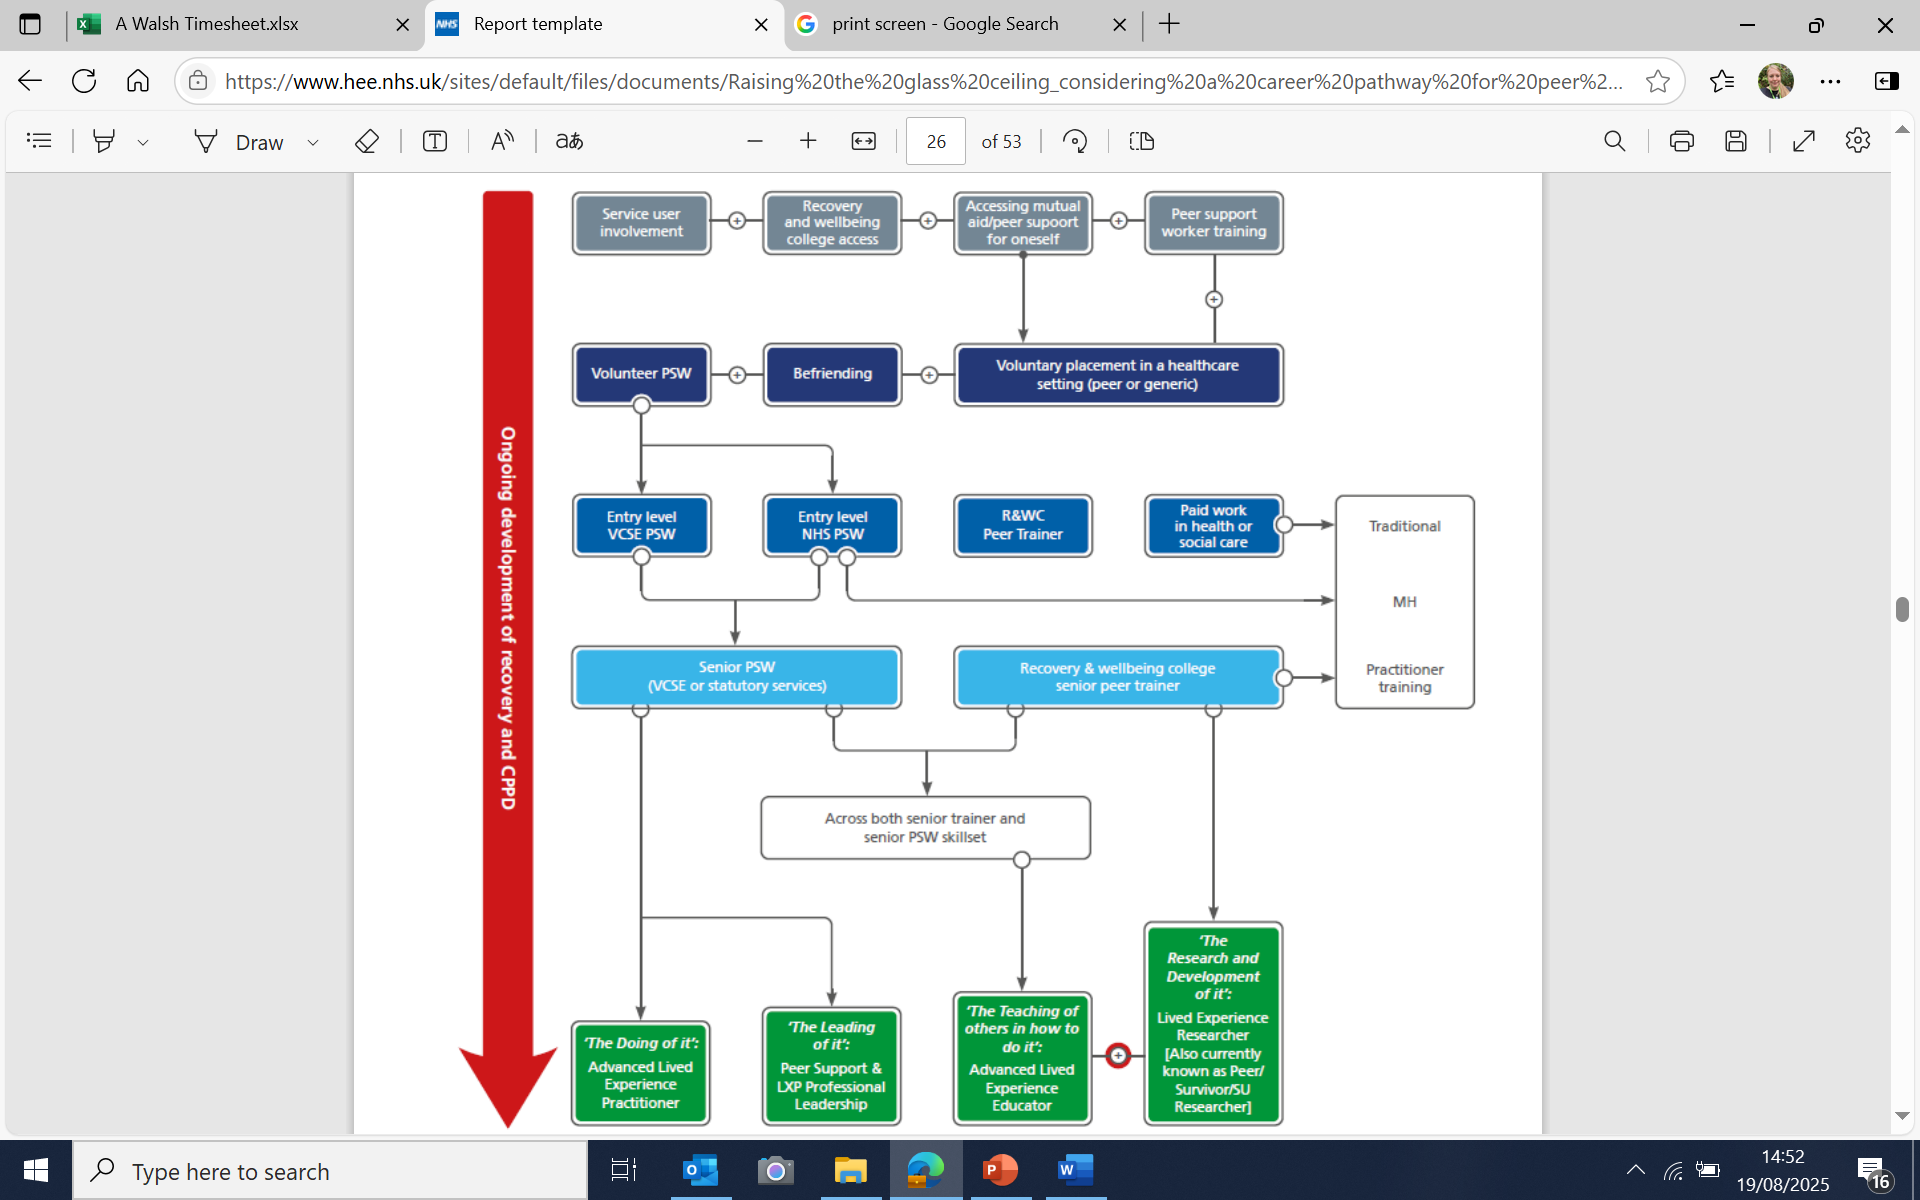 A Walsh Timesheet.xlsx
NHS
Report template
print screen - Google Search
https://www.hee.nhs.uk/sites/default/files/documents/Raising%20the%20glass%20ceiling_considering%20a%20career%20pathway%20for%20peer%2...
Draw
T
A
aあ
26
of 53
Service user
involvement
Recovery
and wellbeing
college access
Accessing mutual
aid/peer supoort
for oneself
Peer support
worker training
Volunteer PSW
Befriending
Voluntary placement in a healthcare
setting (peer or generic)
Ongoing development of recovery and CPPD
Entry level
VCSE PSW
Entry level
NHS PSW
R&WC
Peer Trainer
Paid work
in health or
social care
Traditional
MH
Practitioner
training
Senior PSW
(VCSE or statutory services)
Recovery & wellbeing college
senior peer trainer
Across both senior trainer and
senior PSW skillset
'The Doing of it':
Advanced Lived
Experience
Practitioner
'The Leading
of it':
Peer Support &
LXP Professional
Leadership
'The Teaching of
others in how to
do it':
Advanced Lived
Experience
Educator
'The
Research and
Development
of it':
Lived Experience
Researcher
[Also currently
known as Peer/
Survivor/SU
Researcher]
Type here to search
14:52
19/08/2025
16